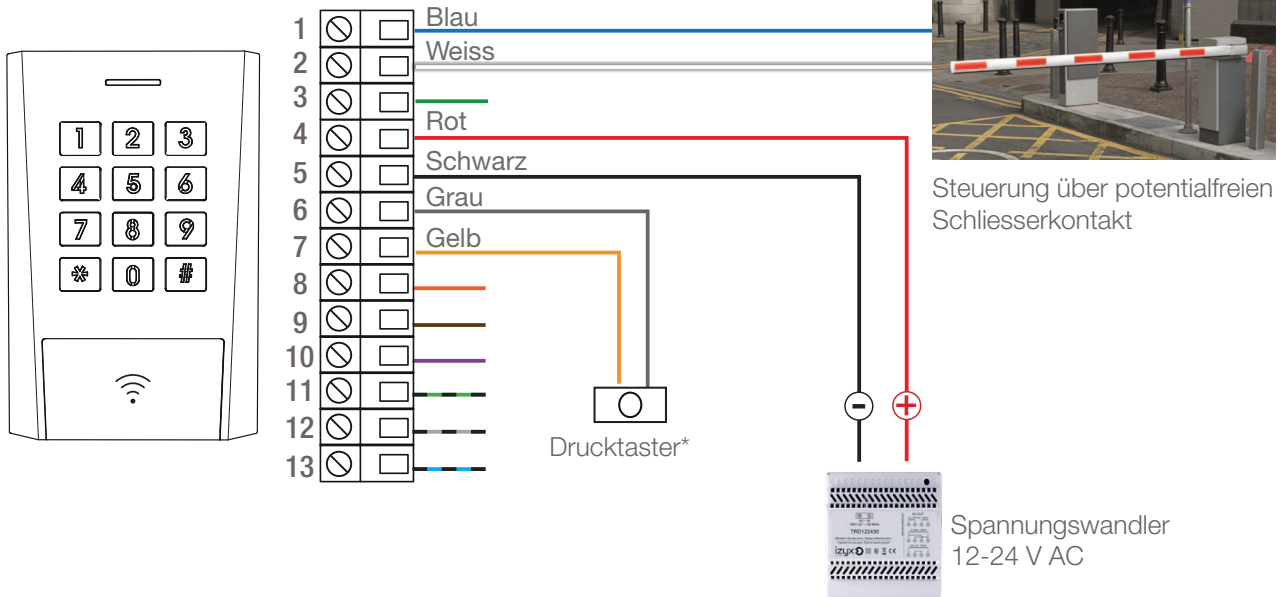 1 Blau
2 Weiss
3
4 Rot
5 Schwarz
6 Grau
7 Gelb
8
9
10
11
12
13
1 2 3
4 5 6
7 8 9
* 0 #
Steuerung über potentialfreien
Schliesserkontakt
Drucktaster*
- +
TRD122430
izyx
CE
Spannungswandler
12-24 V AC